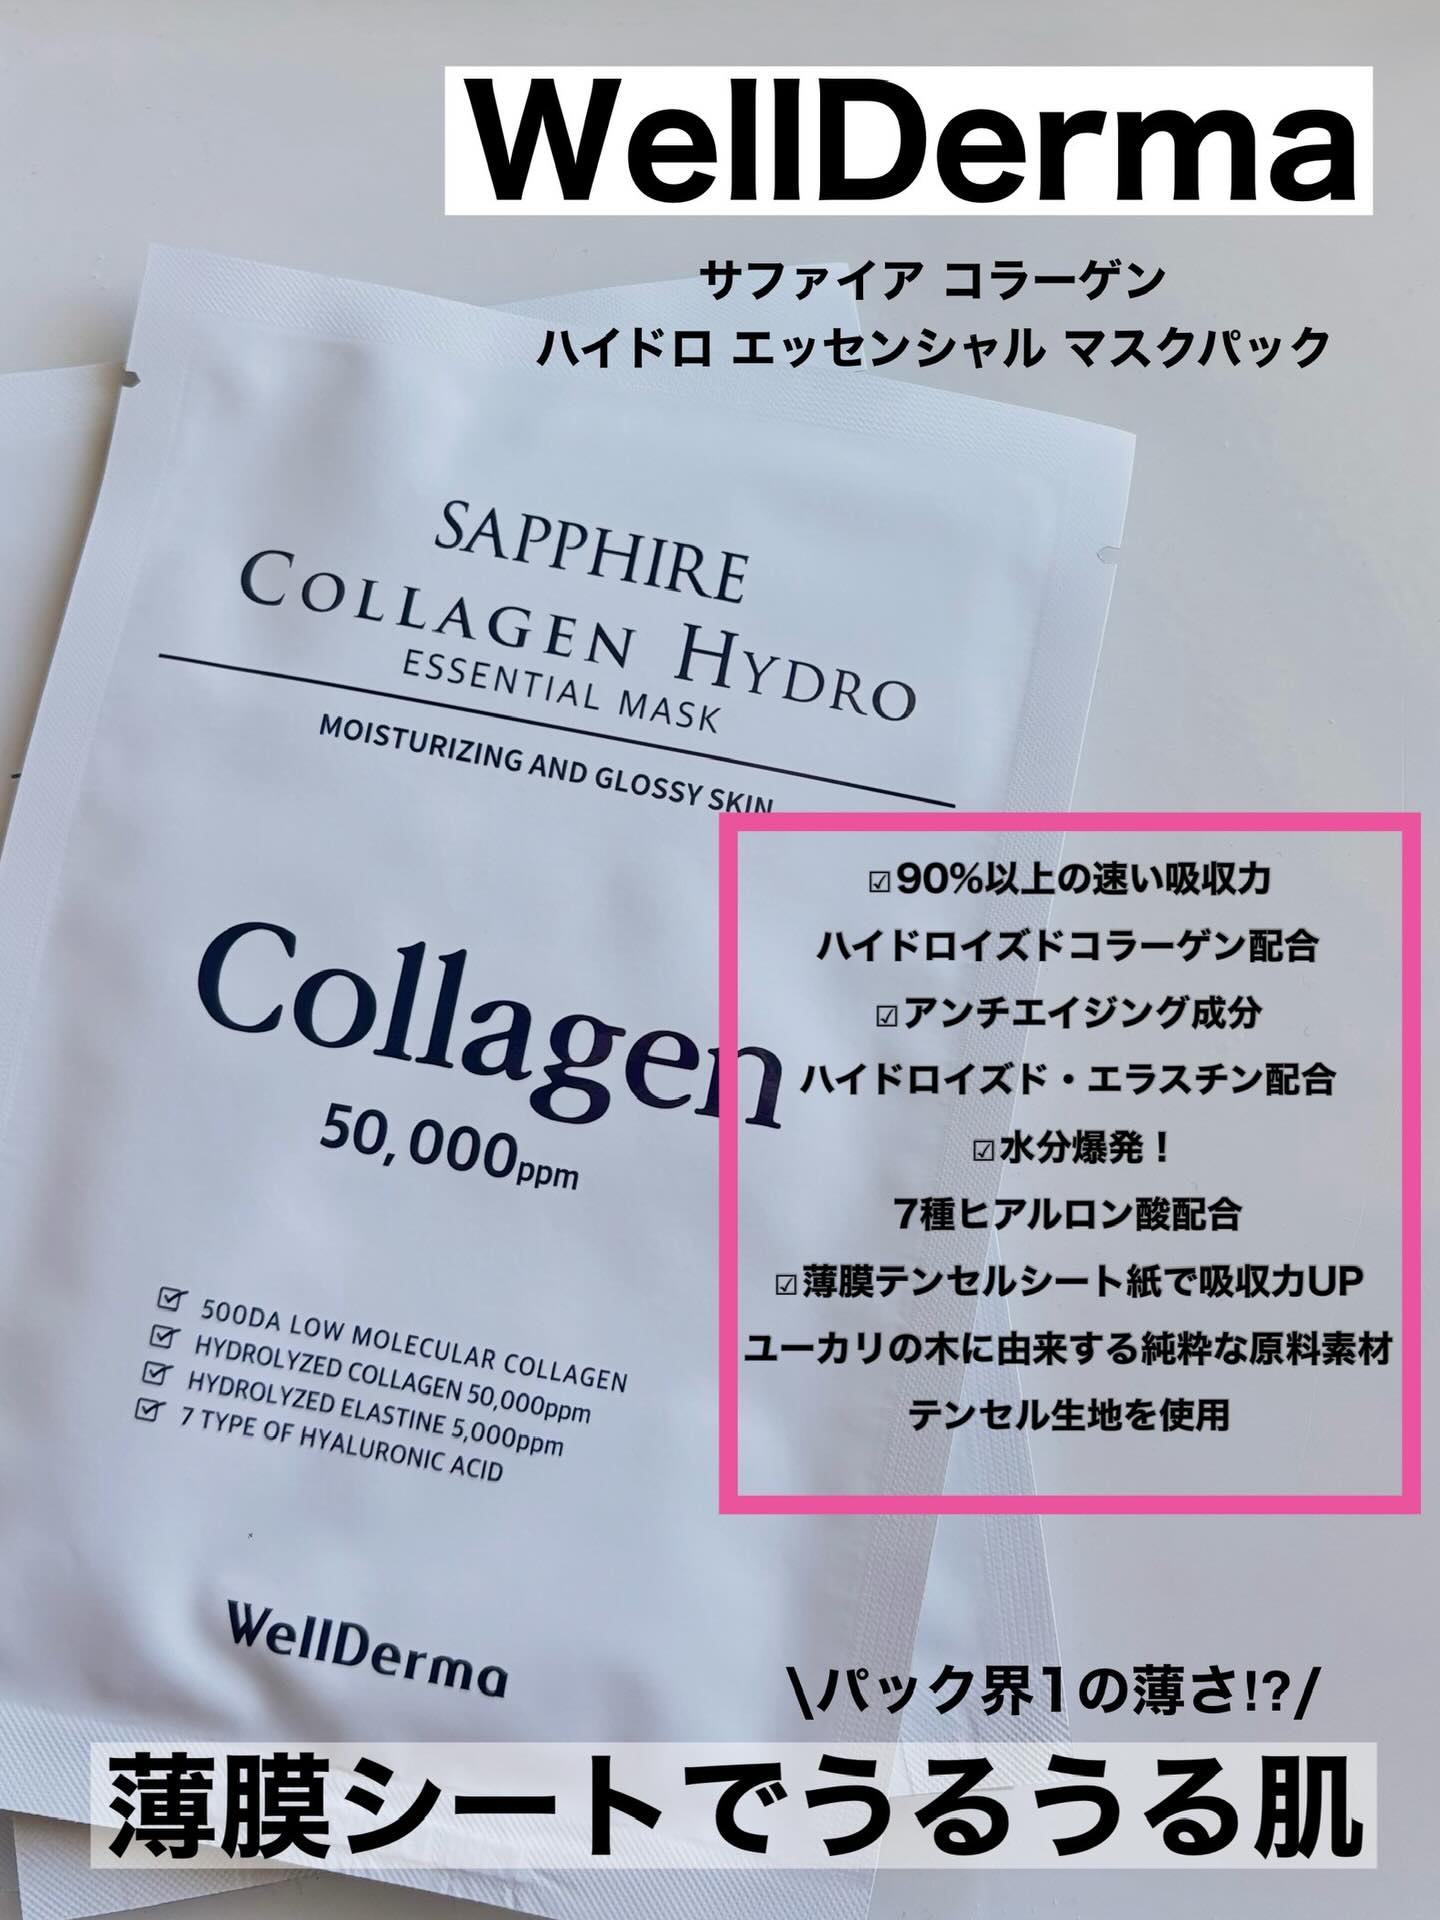 WellDerma
サファイア コラーゲン
ハイドロ エッセンシャル マスクパック
SAPPHIRE
COLLAGEN HYDRO
ESSENTIAL MASK
MOISTURIZING AND GLOSSY SKIN
Collagen
50,000ppm
☑ 500DA LOW MOLECULAR COLLAGEN
☑ HYDROLYZED COLLAGEN 50,000ppm
☑ HYDROLYZED ELASTINE 5,000ppm
☑ 7 TYPE OF HYALURONIC ACID
WellDerma
☑90%以上の速い吸収力
ハイドロイズドコラーゲン配合
☑アンチエイジング成分
ハイドロイズド・エラスチン配合
☑水分爆発！
7種ヒアルロン酸配合
☑薄膜テンセルシート紙で吸収力UP
ユーカリの木に由来する純粋な原料素材
テンセル生地を使用
\パック界1の薄さ!?/
薄膜シートでうるうる肌